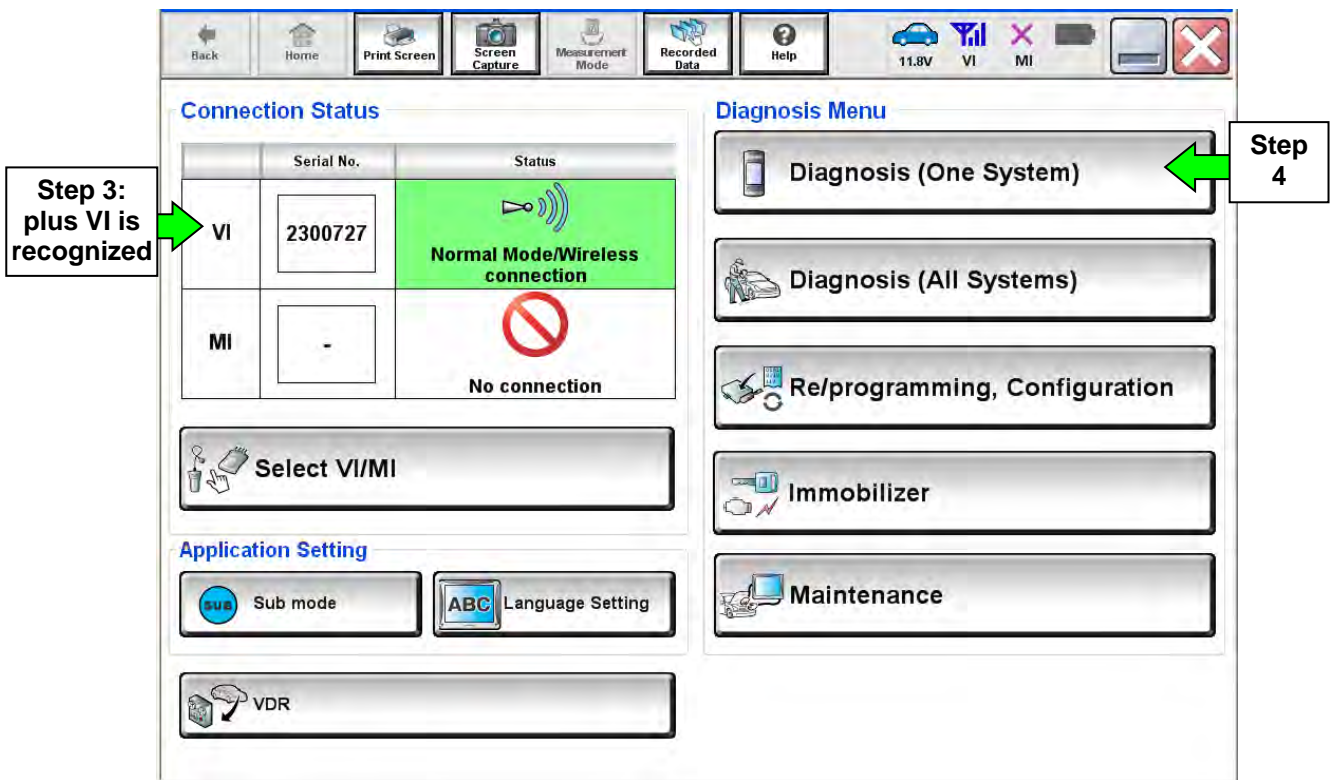 Back
Home
Print Screen
Screen
Capture
Measurement
Mode
Recorded
Data
?
Help
11.8V
VI
MI
Connection Status
Serial No.
Status
VI
2300727
Normal Mode/Wireless
connection
MI
-
No connection
Select VI/MI
Application Setting
SUB
Sub mode
ABC
Language Setting
VDR
Diagnosis Menu
Diagnosis (One System)
Diagnosis (All Systems)
Re/programming, Configuration
Immobilizer
Maintenance
Step 3:
plus VI is
recognized
Step
4